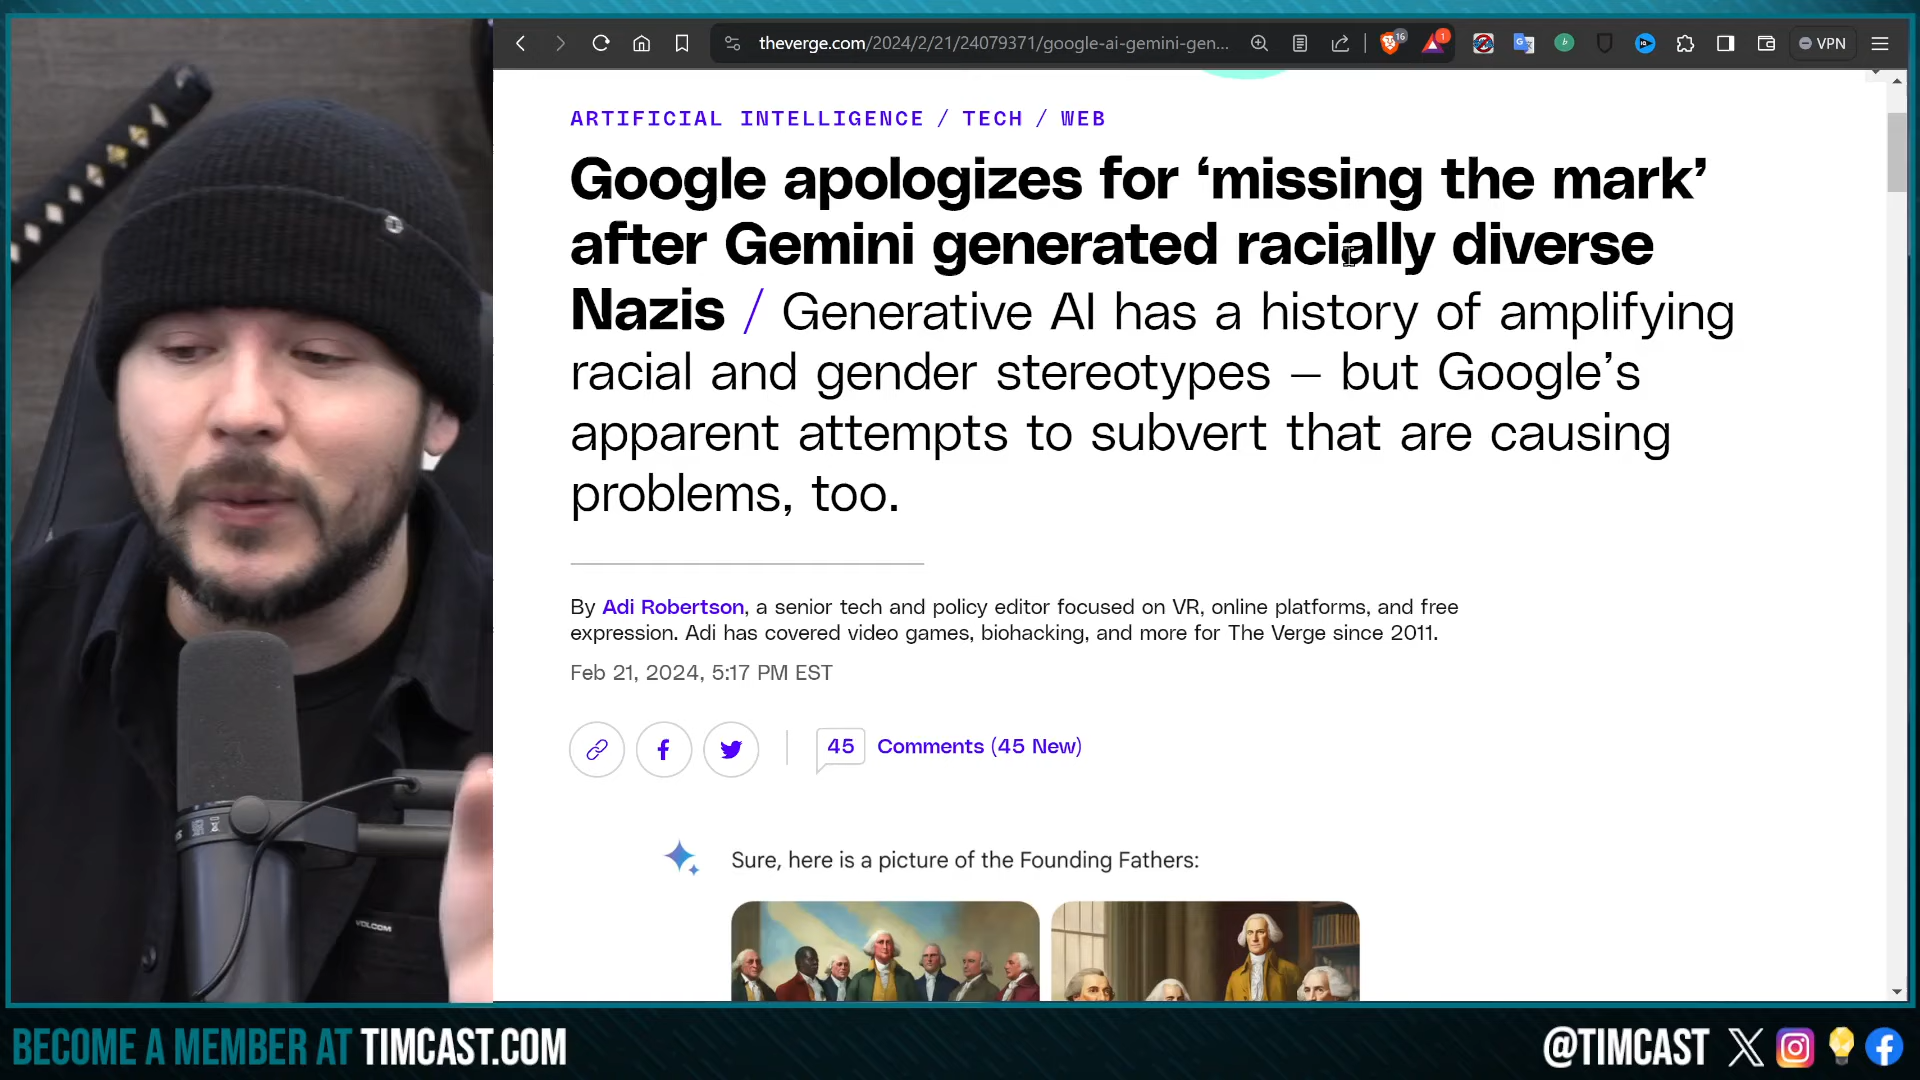 theverge.com/2024/2/21/24079371/google-ai-gemini-gen...
16
1
VPN
ARTIFICIAL INTELLIGENCE / TECH / WEB
Google apologizes for ‘missing the mark’
after Gemini generated racially diverse
Nazis / Generative AI has a history of amplifying
racial and gender stereotypes — but Google’s
apparent attempts to subvert that are causing
problems, too.
By Adi Robertson, a senior tech and policy editor focused on VR, online platforms, and free
expression. Adi has covered video games, biohacking, and more for The Verge since 2011.
Feb 21, 2024, 5:17 PM EST
45 Comments (45 New)
Sure, here is a picture of the Founding Fathers:
VOLCOM
BECOME A MEMBER AT TIMCAST.COM
@TIMCAST